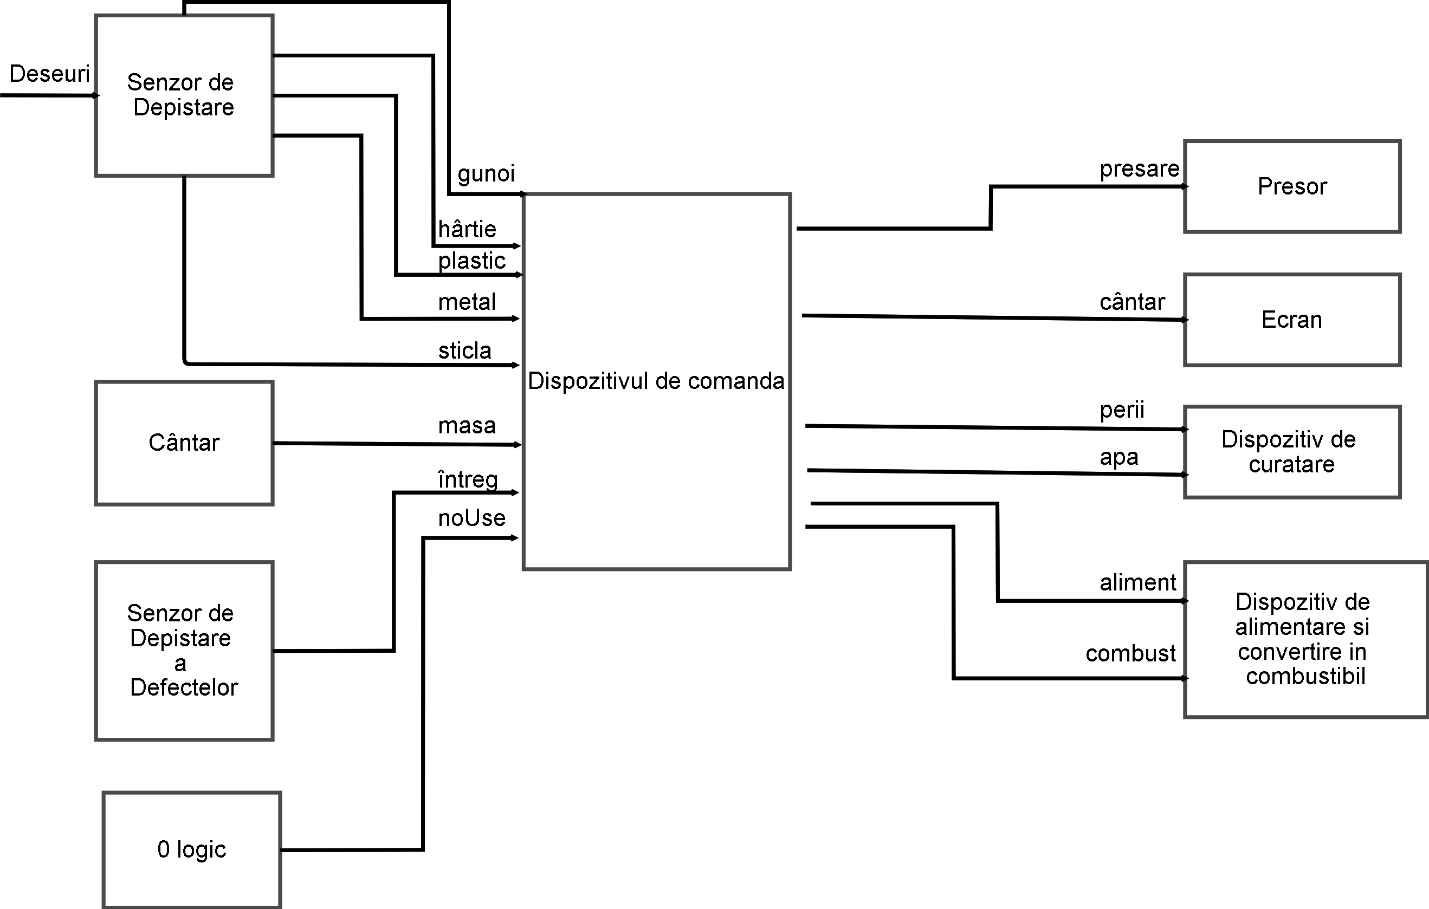 Deseuri
Senzor de
Depistare
gunoi
hârtie
plastic
metal
sticla
Cântar
masa
întreg
noUse
Senzor de
Depistare
a
Defectelor
0 logic
Dispozitivul de comanda
presare
Presor
cântar
Ecran
perii
apa
Dispozitiv de
curatare
aliment
combust
Dispozitiv de
alimentare si
convertire in
combustibil